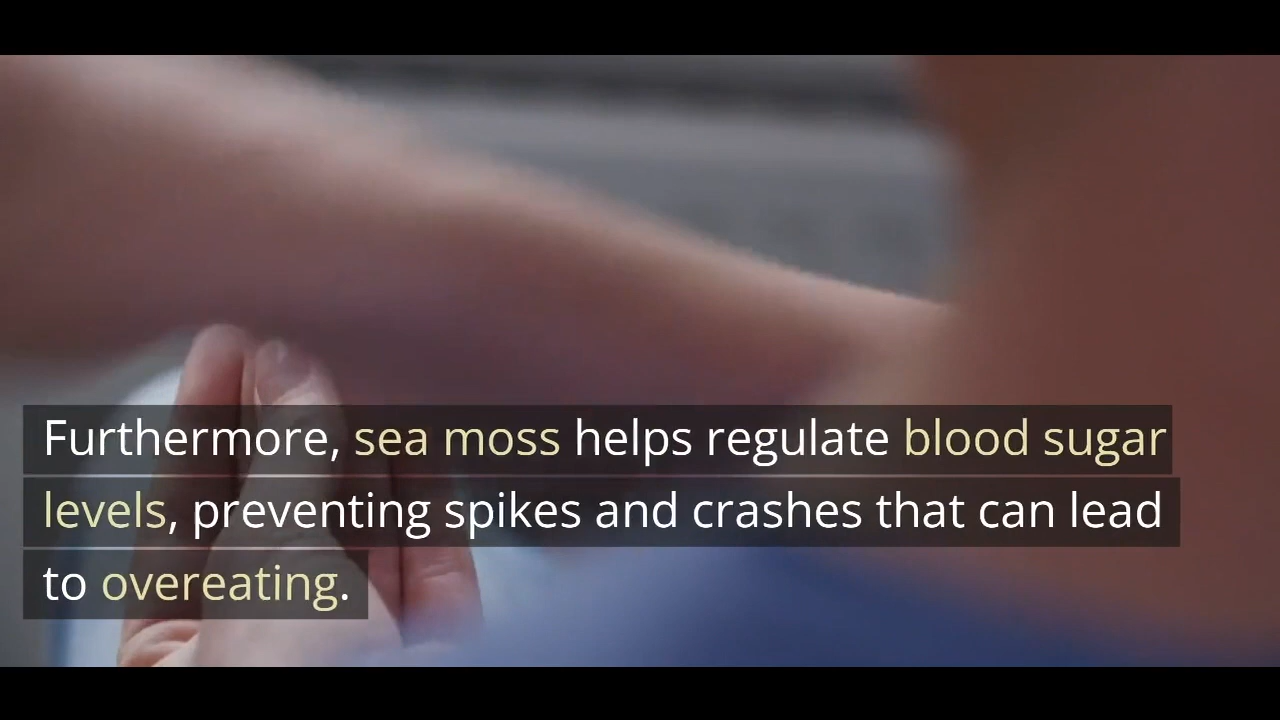 Furthermore, sea moss helps regulate blood sugar
levels, preventing spikes and crashes that can lead
to overeating.